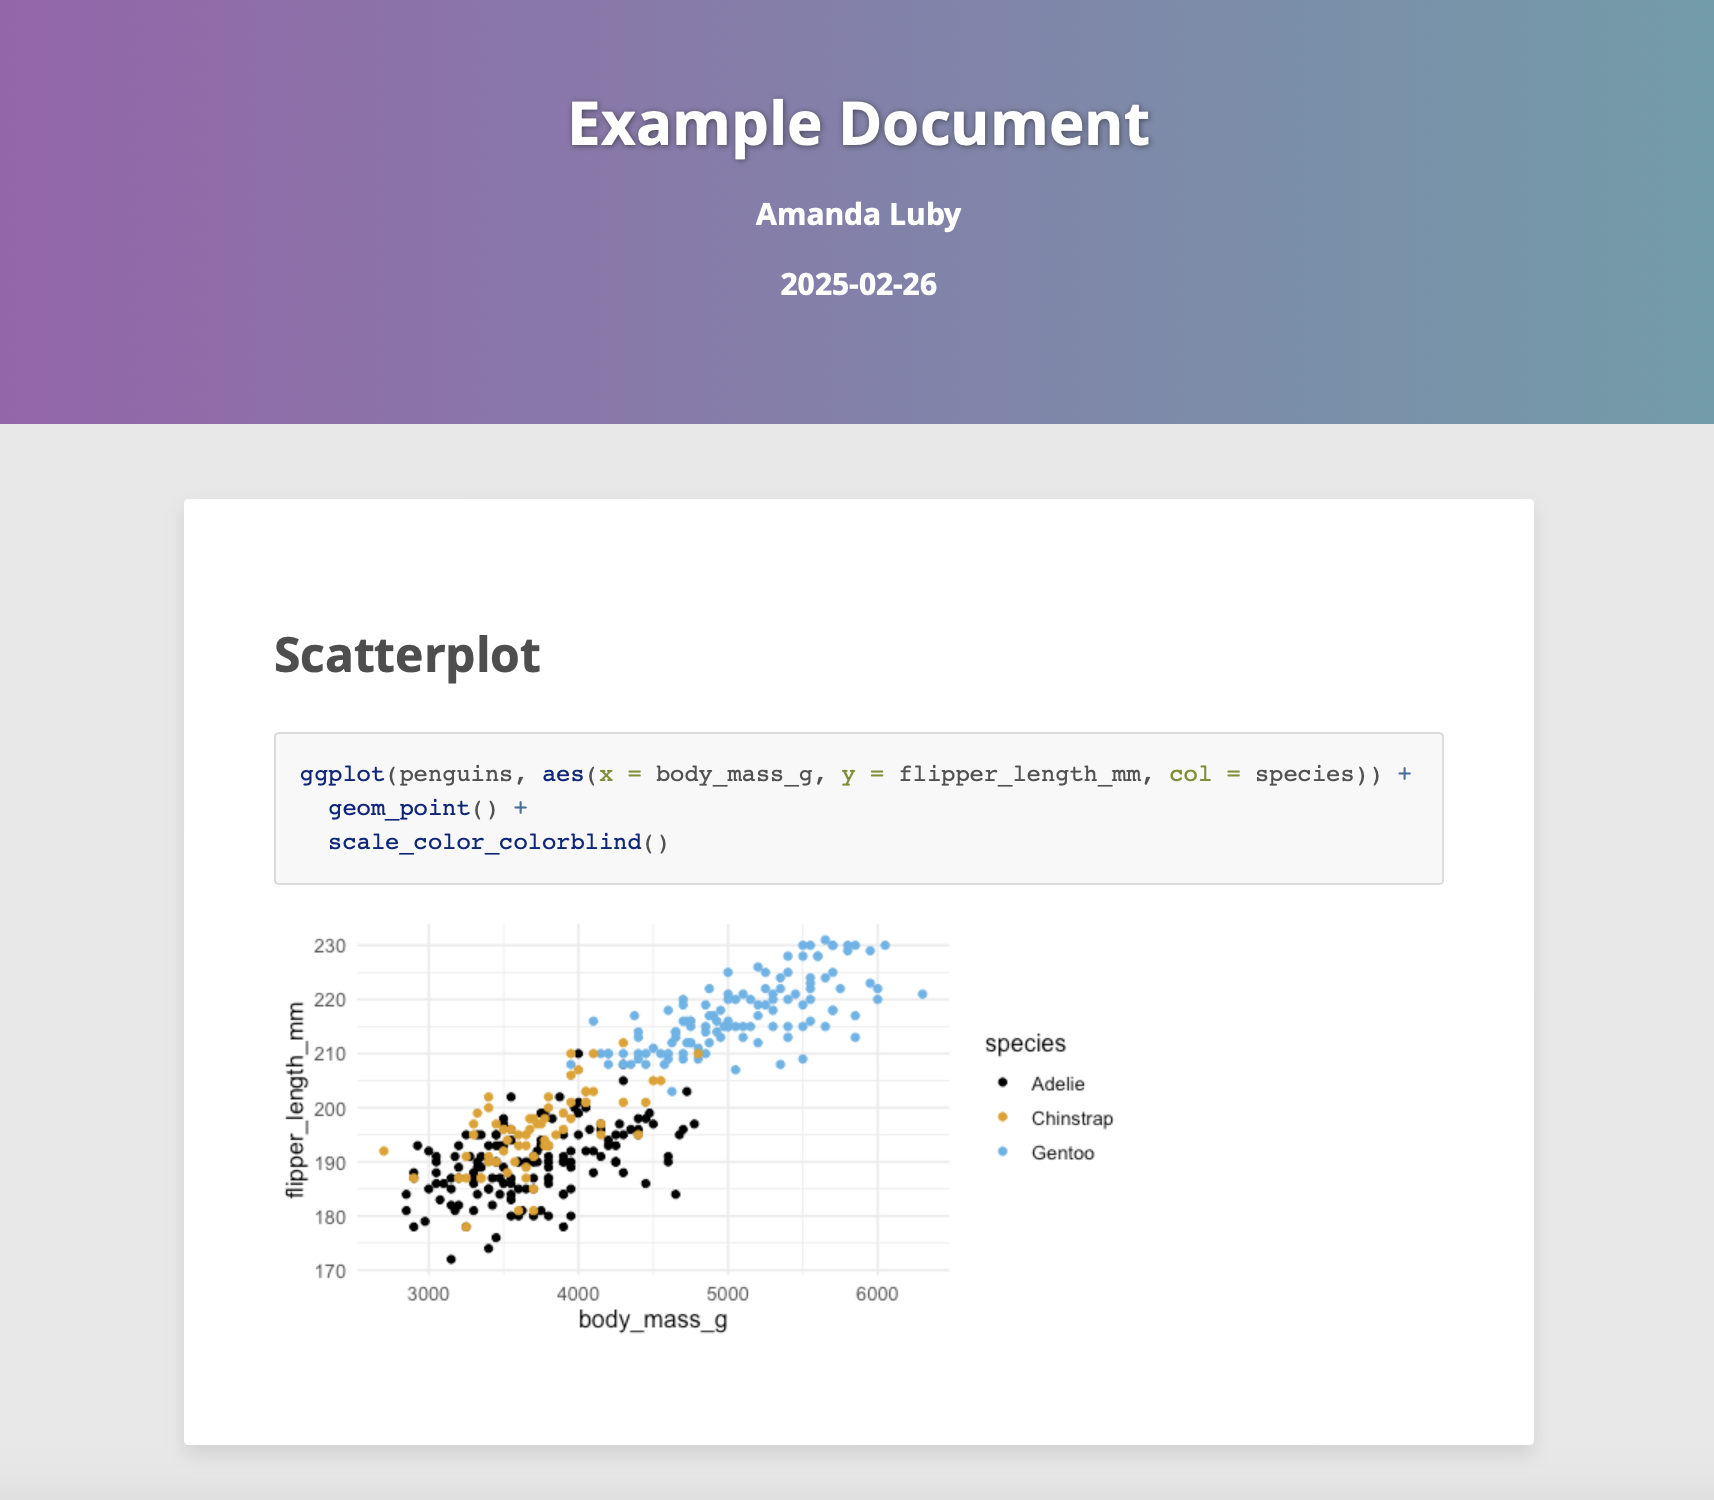 Example Document
Amanda Luby
2025-02-26
Scatterplot
ggplot(penguins, aes(x = body_mass_g, y = flipper_length_mm, col = species)) +
  geom_point() +
  scale_color_colorblind()
230
220
210
200
190
180
170
flipper_length_mm
3000 4000 5000 6000
body_mass_g
species
Adelie
Chinstrap
Gentoo